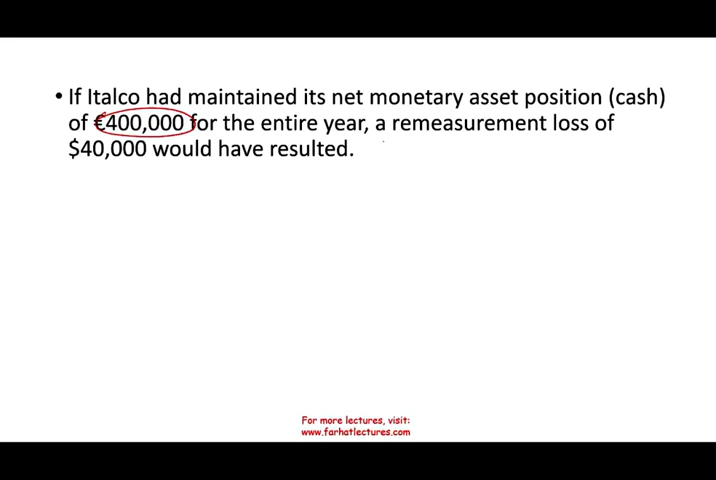 • If Italco had maintained its net monetary asset position (cash)
of €400,000 for the entire year, a remeasurement loss of
$40,000 would have resulted.
For more lectures, visit:
www.farhatlectures.com